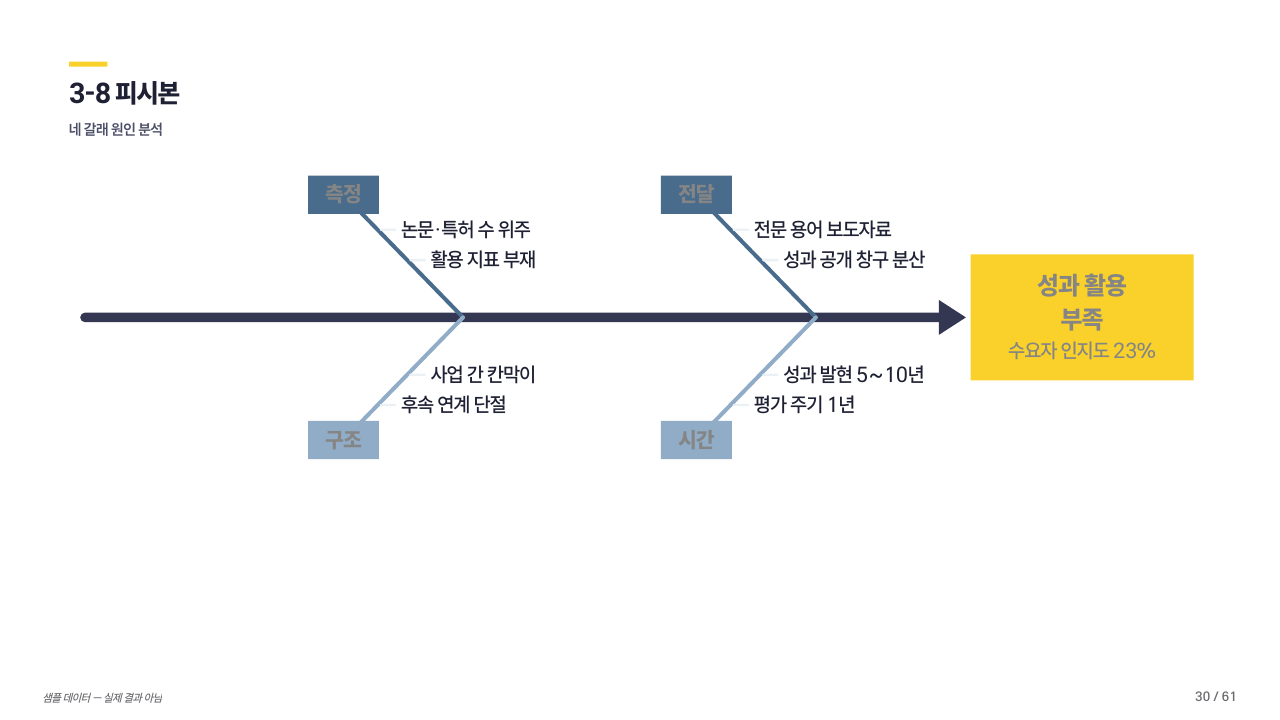 3-8 피시본
네 갈래 원인 분석
측정
논문·특허 수 위주
활용 지표 부재
전달
전문 용어 보도자료
성과 공개 창구 분산
성과 활용
부족
수요자 인지도 23%
사업 간 칸막이
후속 연계 단절
구조
성과 발현 5~10년
평가 주기 1년
시간
샘플 데이터 — 실제 결과 아님
30 / 61